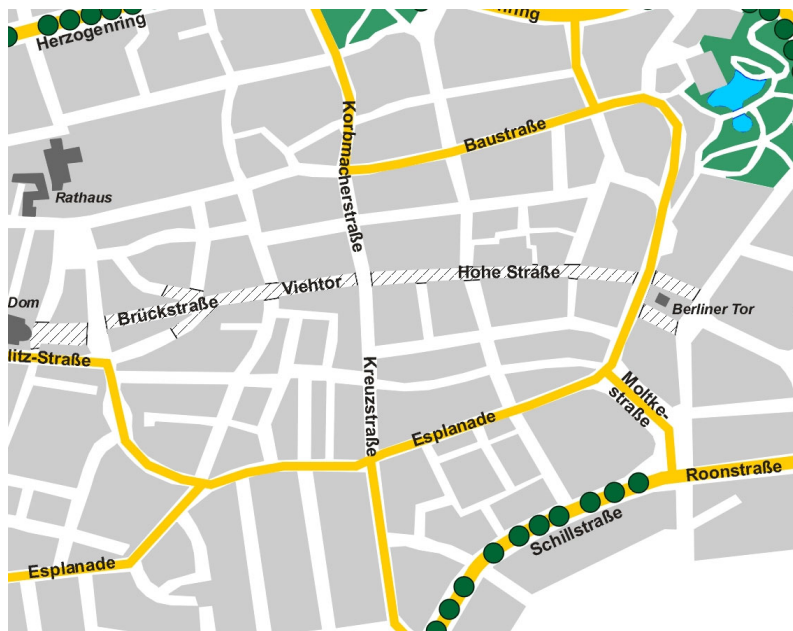 Herzogenring
ring
Korbmacherstraße
Baustraße
Rathaus
Hohe Straße
Viehtor
Brückstraße
Dom
Berliner Tor
litz-Straße
Kreuzstraße
Moltke-
straße
Esplanade
Roonstraße
Schillstraße
Esplanade